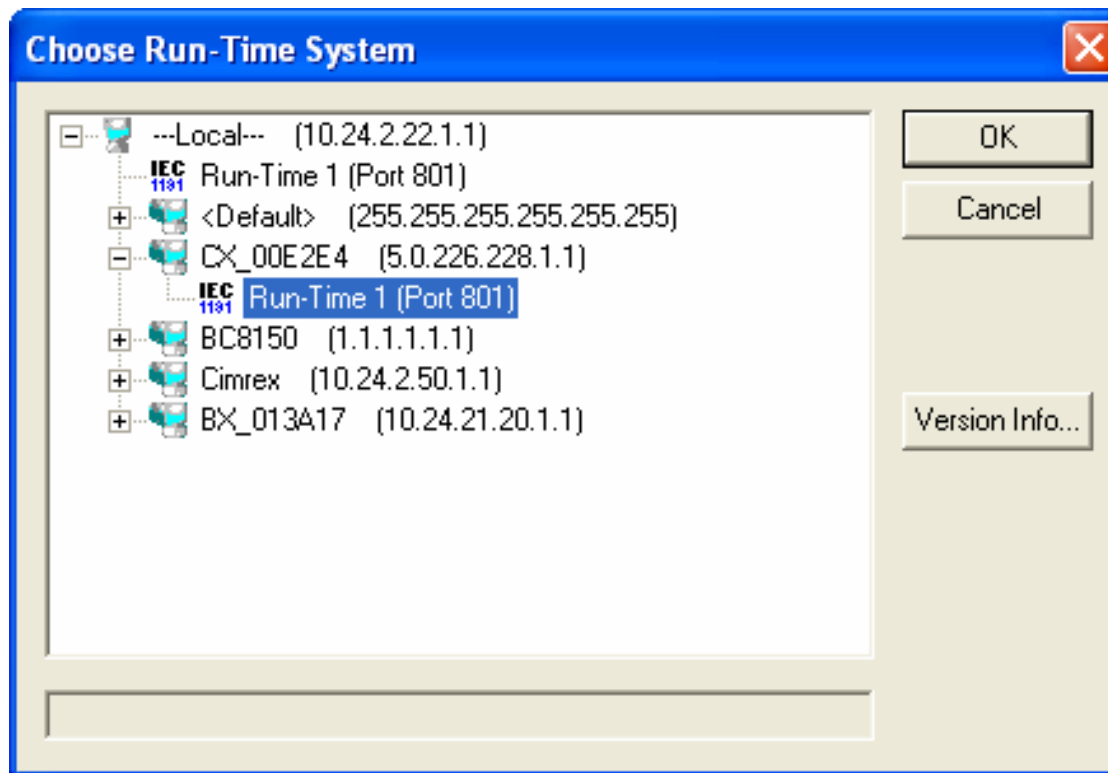 Choose Run-Time System
---Local--- (10.24.2.22.1.1)
IEC 1131 Run-Time 1 (Port 801)
<Default> (255.255.255.255.255.255)
CX_00E2E4 (5.0.226.228.1.1)
IEC 1131 Run-Time 1 (Port 801)
BC8150 (1.1.1.1.1.1)
Cimrex (10.24.2.50.1.1)
BX_013A17 (10.24.21.20.1.1)
OK
Cancel
Version Info...